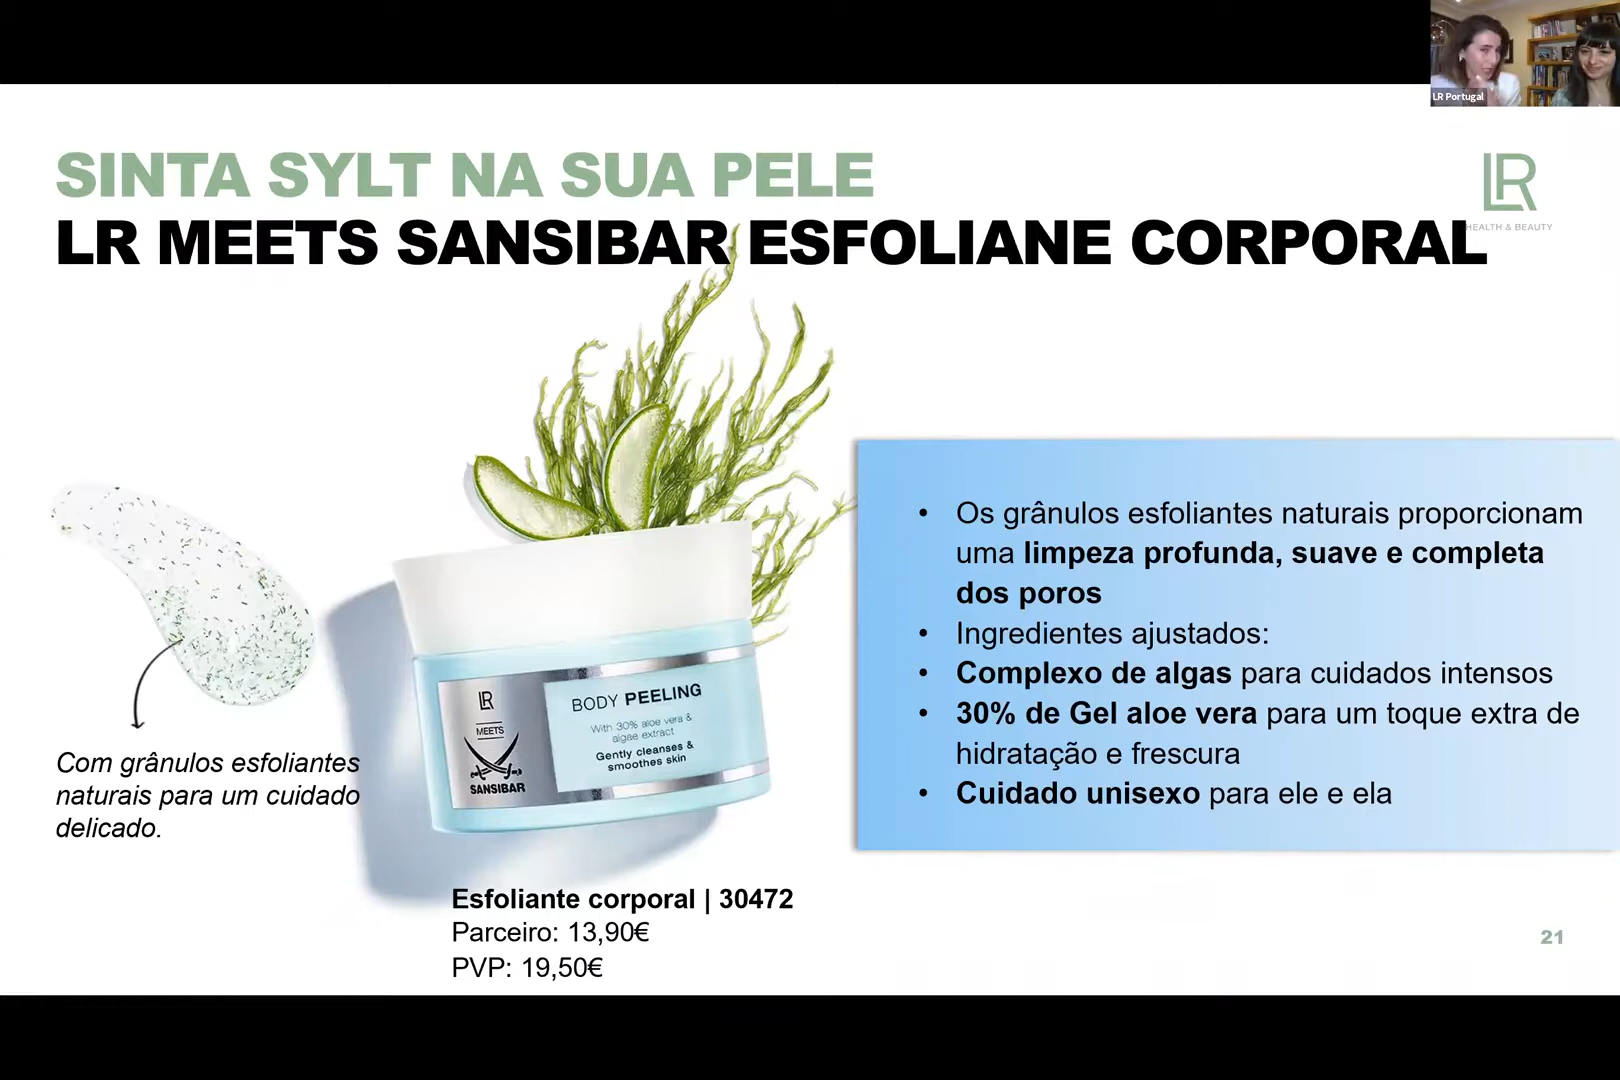 LR Portugal
SINTA SYLT NA SUA PELE
LR MEETS SANSIBAR ESFOLIANE CORPORAL
LR
HEALTH & BEAUTY
• Os grânulos esfoliantes naturais proporcionam
uma limpeza profunda, suave e completa
dos poros
• Ingredientes ajustados:
• Complexo de algas para cuidados intensos
• 30% de Gel aloe vera para um toque extra de
hidratação e frescura
• Cuidado unisexo para ele e ela
LR
MEETS
SANSIBAR
BODY PEELING
With 30% aloe vera &
algae extract
Gently cleanses &
smoothes skin
Com grânulos esfoliantes
naturais para um cuidado
delicado.
Esfoliante corporal | 30472
Parceiro: 13,90€
PVP: 19,50€
21